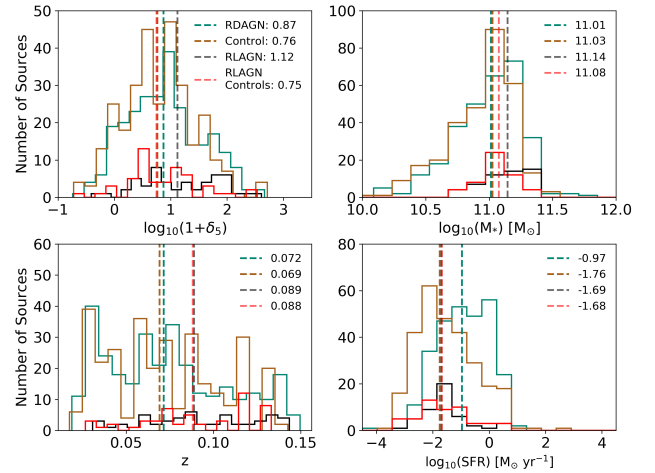 50
40
30
20
10
0
Number of Sources
RDAGN: 0.87
Control: 0.76
RLAGN: 1.12
RLAGN
Controls: 0.75
−1 0 1 2 3
log₁₀(1+δ₅)
100
80
60
40
20
0
11.01
11.03
11.14
11.08
10.0 10.5 11.0 11.5 12.0
log₁₀(M*) [M⊙]
60
50
40
30
20
10
0
Number of Sources
0.072
0.069
0.089
0.088
0.05 0.10 0.15
z
80
60
40
20
0
-0.97
-1.76
-1.69
-1.68
−4 −2 0 2 4
log₁₀(SFR) [M⊙ yr⁻¹]